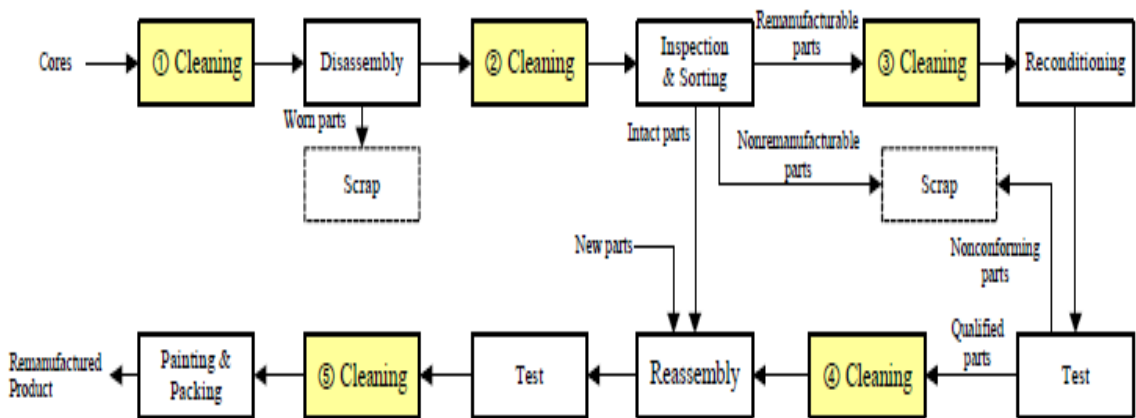 Cores
① Cleaning
Disassembly
② Cleaning
Inspection
& Sorting
Remanufacturable
parts
③ Cleaning
Reconditioning
Worn parts
Scrap
Intact parts
Nonremanufacturable
parts
Scrap
New parts
Nonconforming
parts
Remanufactured
Product
Painting &
Packing
⑤ Cleaning
Test
Reassembly
④ Cleaning
Qualified
parts
Test